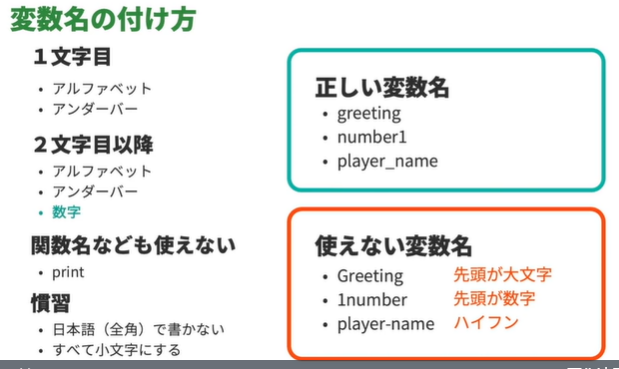 変数名の付け方
１文字目
• アルファベット
• アンダーバー
２文字目以降
• アルファベット
• アンダーバー
• 数字
関数名なども使えない
• print
慣習
• 日本語（全角）で書かない
• すべて小文字にする
正しい変数名
• greeting
• number1
• player_name
使えない変数名
• Greeting 先頭が大文字
• 1number 先頭が数字
• player-name ハイフン